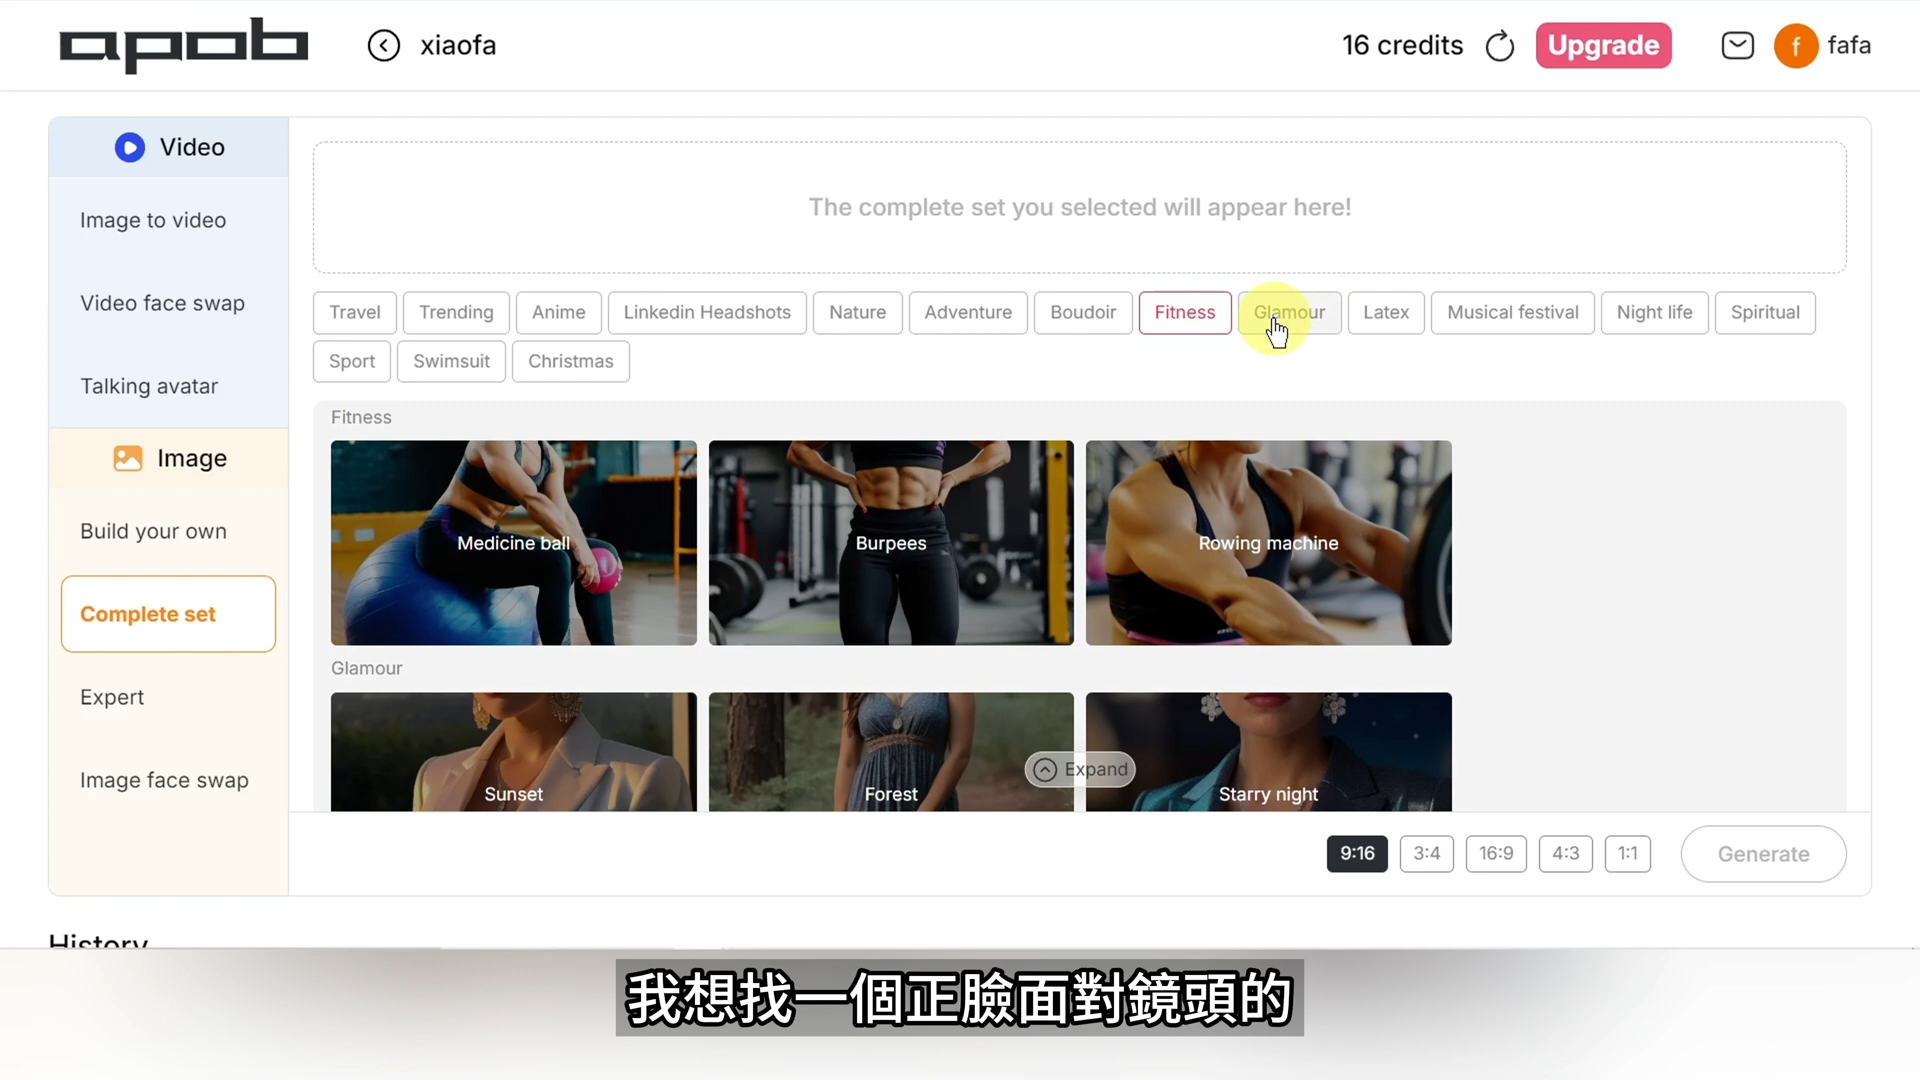 apob
xiaofa
16 credits
Upgrade
f
fafa
Video
Image to video
Video face swap
Talking avatar
Image
Build your own
Complete set
Expert
Image face swap
The complete set you selected will appear here!
Travel Trending Anime Linkedin Headshots Nature Adventure Boudoir Fitness Glamour Latex Musical festival Night life Spiritual
Sport Swimsuit Christmas
Fitness
Medicine ball Burpees Rowing machine
Glamour
Sunset Forest Starry night
Expand
9:16 3:4 16:9 4:3 1:1 Generate
History
我想找一個正臉面對鏡頭的